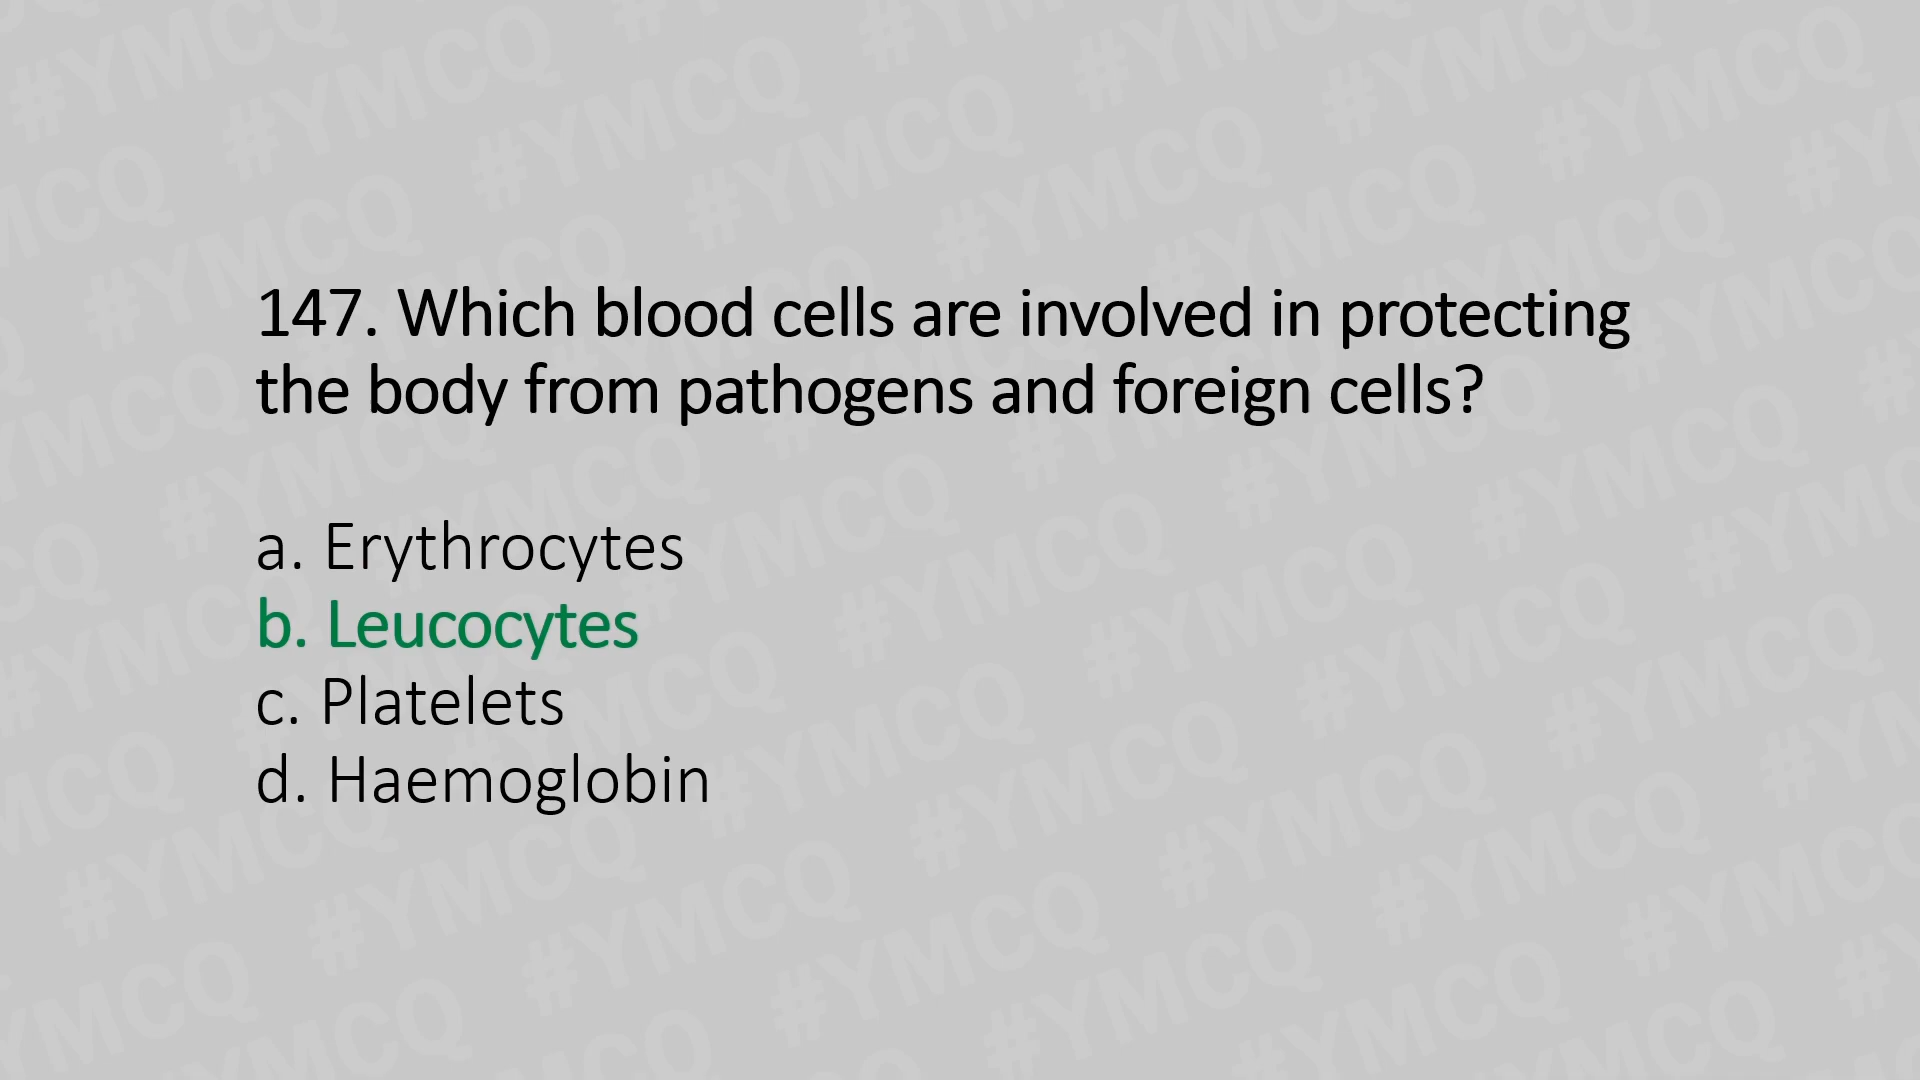 147. Which blood cells are involved in protecting
the body from pathogens and foreign cells?
a. Erythrocytes
b. Leucocytes
c. Platelets
d. Haemoglobin
#YMCQ